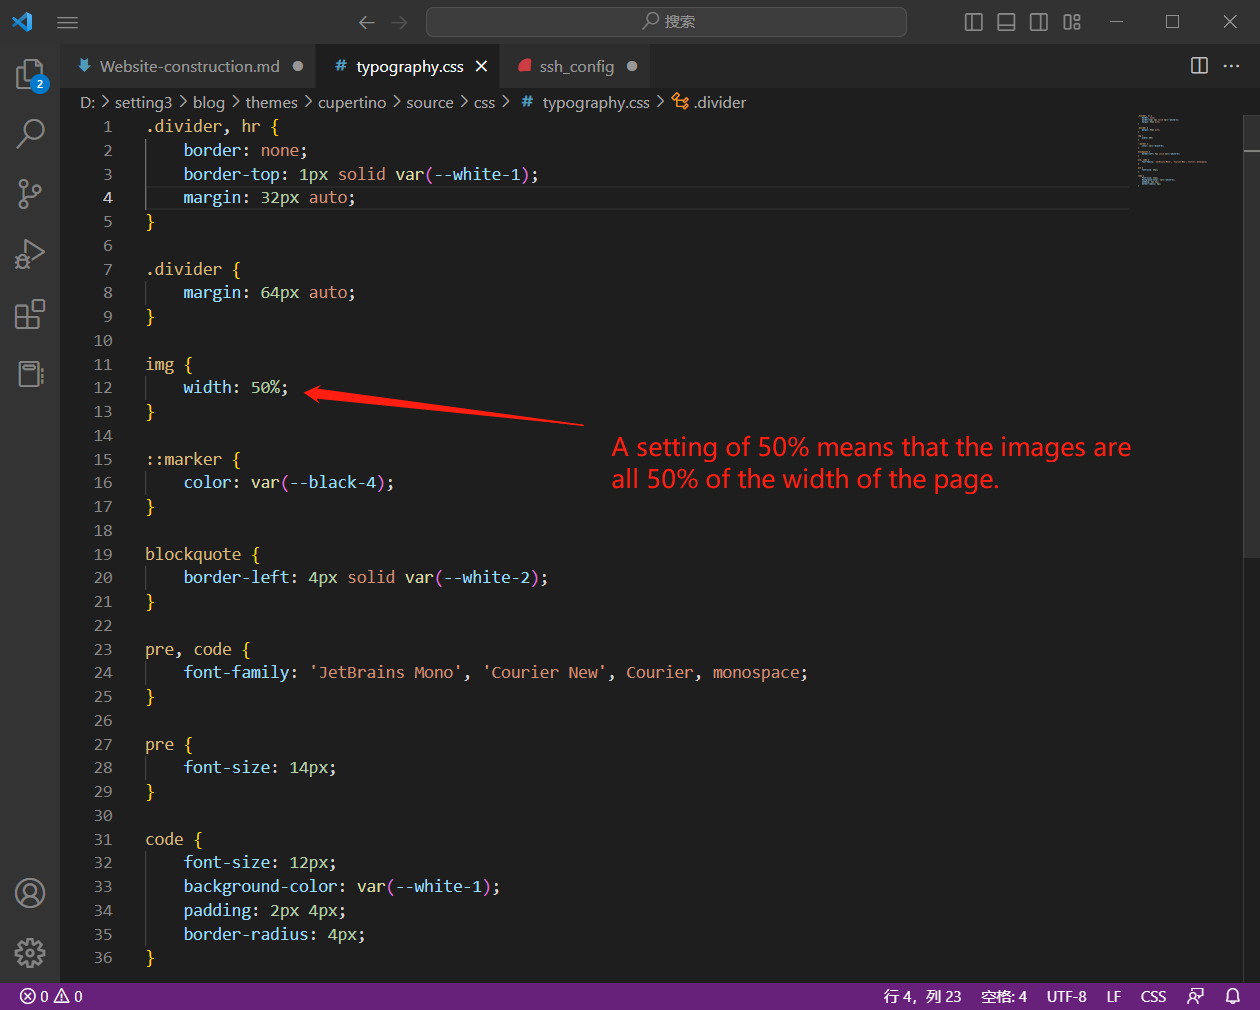 搜索
Website-construction.md
# typography.css
ssh_config
2
D: > setting3 > blog > themes > cupertino > source > css > # typography.css > .divider
1 .divider, hr {
2 border: none;
3 border-top: 1px solid var(--white-1);
4 margin: 32px auto;
5 }
6
7 .divider {
8 margin: 64px auto;
9 }
10
11 img {
12 width: 50%;
13 }
14
A setting of 50% means that the images are
all 50% of the width of the page.
15 ::marker {
16 color: var(--black-4);
17 }
18
19 blockquote {
20 border-left: 4px solid var(--white-2);
21 }
22
23 pre, code {
24 font-family: 'JetBrains Mono', 'Courier New', Courier, monospace;
25 }
26
27 pre {
28 font-size: 14px;
29 }
30
31 code {
32 font-size: 12px;
33 background-color: var(--white-1);
34 padding: 2px 4px;
35 border-radius: 4px;
36 }
0 0 行 4，列 23 空格: 4 UTF-8 LF CSS